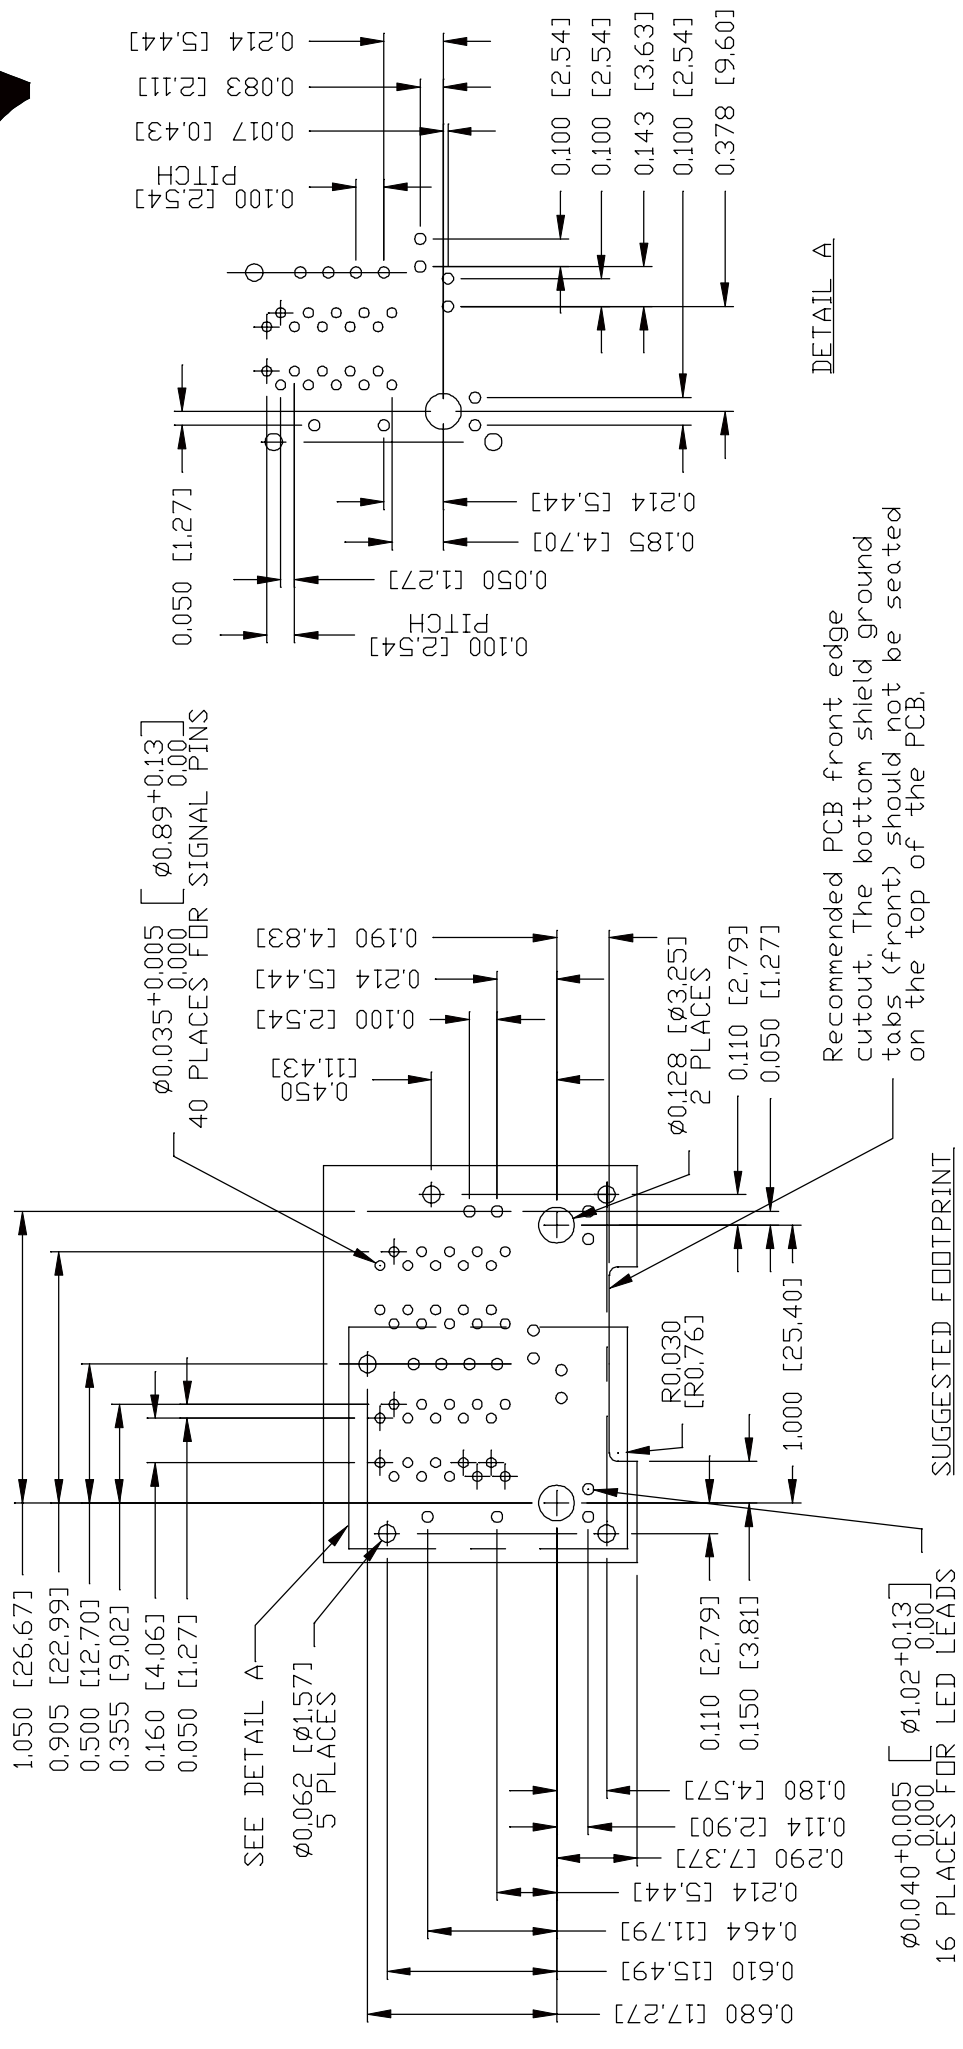 1.050 [26.67]
0.905 [22.99]
0.500 [12.70]
0.355 [9.02]
0.160 [4.06]
0.050 [1.27]
SEE DETAIL A
ø0.062 [ø1.57]
5 PLACES
0.680 [17.27]
0.610 [15.49]
0.464 [11.79]
0.214 [5.44]
0.290 [7.37]
0.114 [2.90]
0.180 [4.57]
0.110 [2.79]
0.150 [3.81]
ø0.040+0.005 [ ø1.02+0.13 ]
0.000 0.00
16 PLACES FOR LED LEADS
ø0.035+0.005 [ ø0.89+0.13 ]
0.000 0.00
40 PLACES FOR SIGNAL PINS
0.450
[11.43]
0.100 [2.54]
0.214 [5.44]
0.190 [4.83]
ø0.128 [ø3.25]
2 PLACES
0.110 [2.79]
0.050 [1.27]
1.000 [25.40]
R0.030
[R0.76]
Recommended PCB front edge
cutout. The bottom shield ground
tabs (front) should not be seated
on the top of the PCB.
SUGGESTED FOOTPRINT
0.050 [1.27]
0.100 [2.54]
PITCH
0.050 [1.27]
0.185 [4.70]
0.214 [5.44]
0.100 [2.54]
PITCH
0.017 [0.43]
0.083 [2.11]
0.214 [5.44]
0.100 [2.54]
0.100 [2.54]
0.143 [3.63]
0.100 [2.54]
0.378 [9.60]
DETAIL A